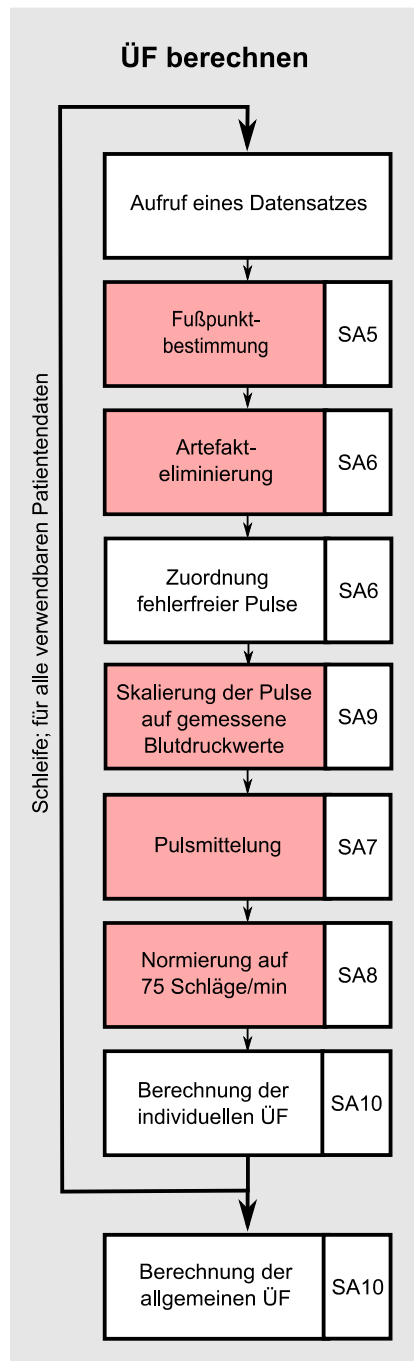 ÜF berechnen
Aufruf eines Datensatzes
Fußpunkt-
bestimmung
SA5
Artefakt-
eliminierung
SA6
Zuordnung
fehlerfreier Pulse
SA6
Skalierung der Pulse
auf gemessene
Blutdruckwerte
SA9
Pulsmittelung
SA7
Normierung auf
75 Schläge/min
SA8
Berechnung der
individuellen ÜF
SA10
Berechnung der
allgemeinen ÜF
SA10
Schleife; für alle verwendbaren Patientendaten